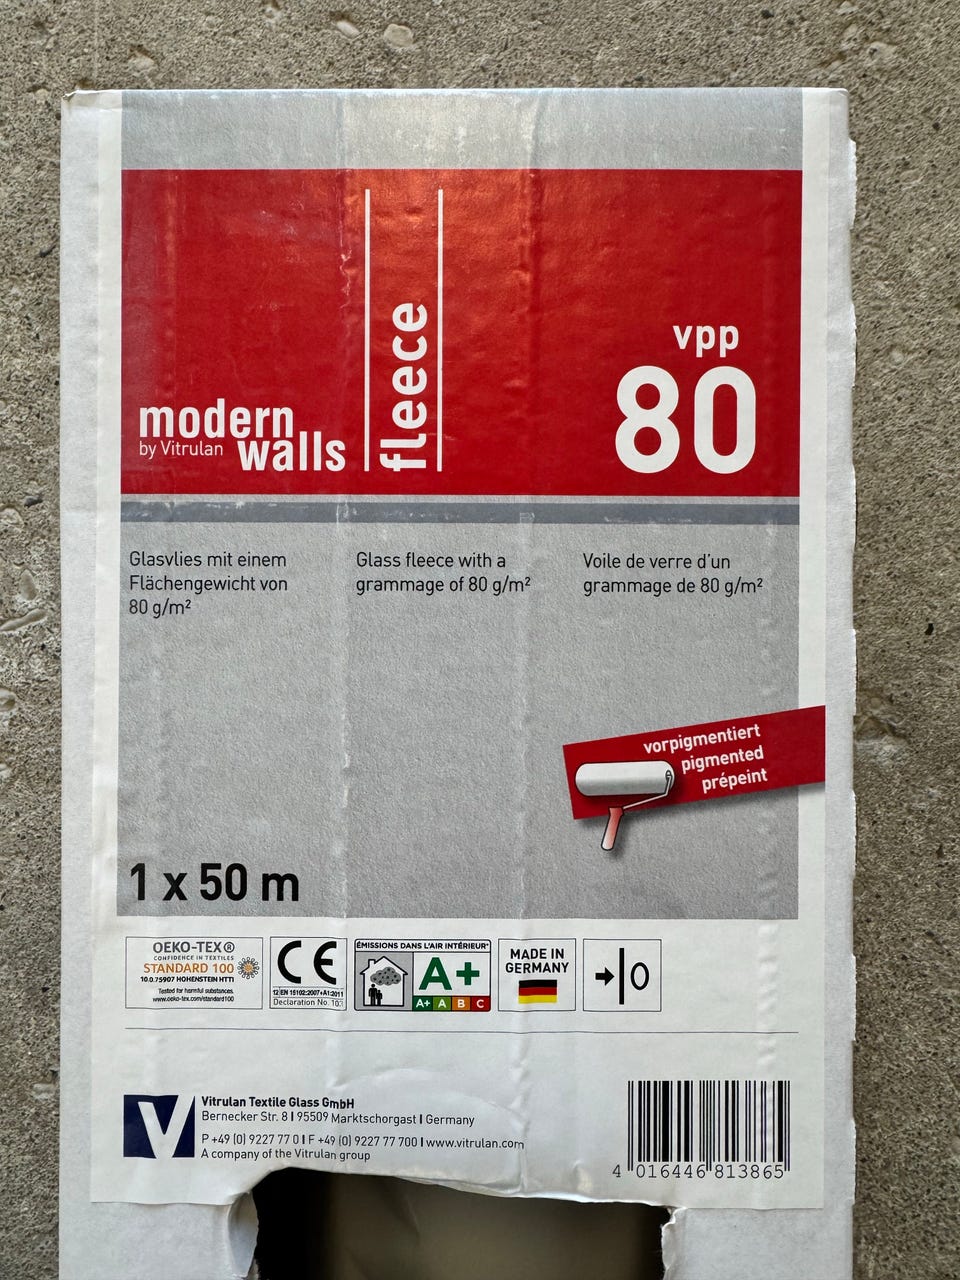 fleece
modern
by Vitrulan walls
vpp
80
Glasvlies mit einem
Flächengewicht von
80 g/m²
Glass fleece with a
grammage of 80 g/m²
Voile de verre d'un
grammage de 80 g/m²
vorpigmentiert
pigmented
prépeint
1 x 50 m
OEKO-TEX®
CONFIDENCE IN TEXTILES
STANDARD 100
10.0.75907 HOHENSTEIN HTTI
Tested for harmful substances.
www.oeko-tex.com/standard100
CE
EN 15102:2007+A1:2011
Declaration No.
ÉMISSIONS DANS L'AIR INTÉRIEUR*
A+
A+ A B C
MADE IN
GERMANY
0
V
Vitrulan Textile Glass GmbH
Bernecker Str. 8 I 95509 Marktschorgast I Germany
P +49 (0) 9227 77 0 I F +49 (0) 9227 77 700 I www.vitrulan.com
A company of the Vitrulan group
4 016446 813865